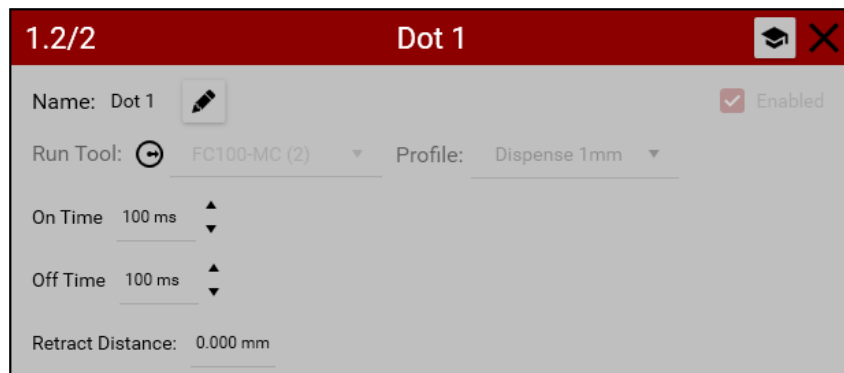 1.2/2 Dot 1
Name: Dot 1 Enabled
Run Tool: FC100-MC (2) Profile: Dispense 1mm
On Time 100 ms
Off Time 100 ms
Retract Distance: 0.000 mm